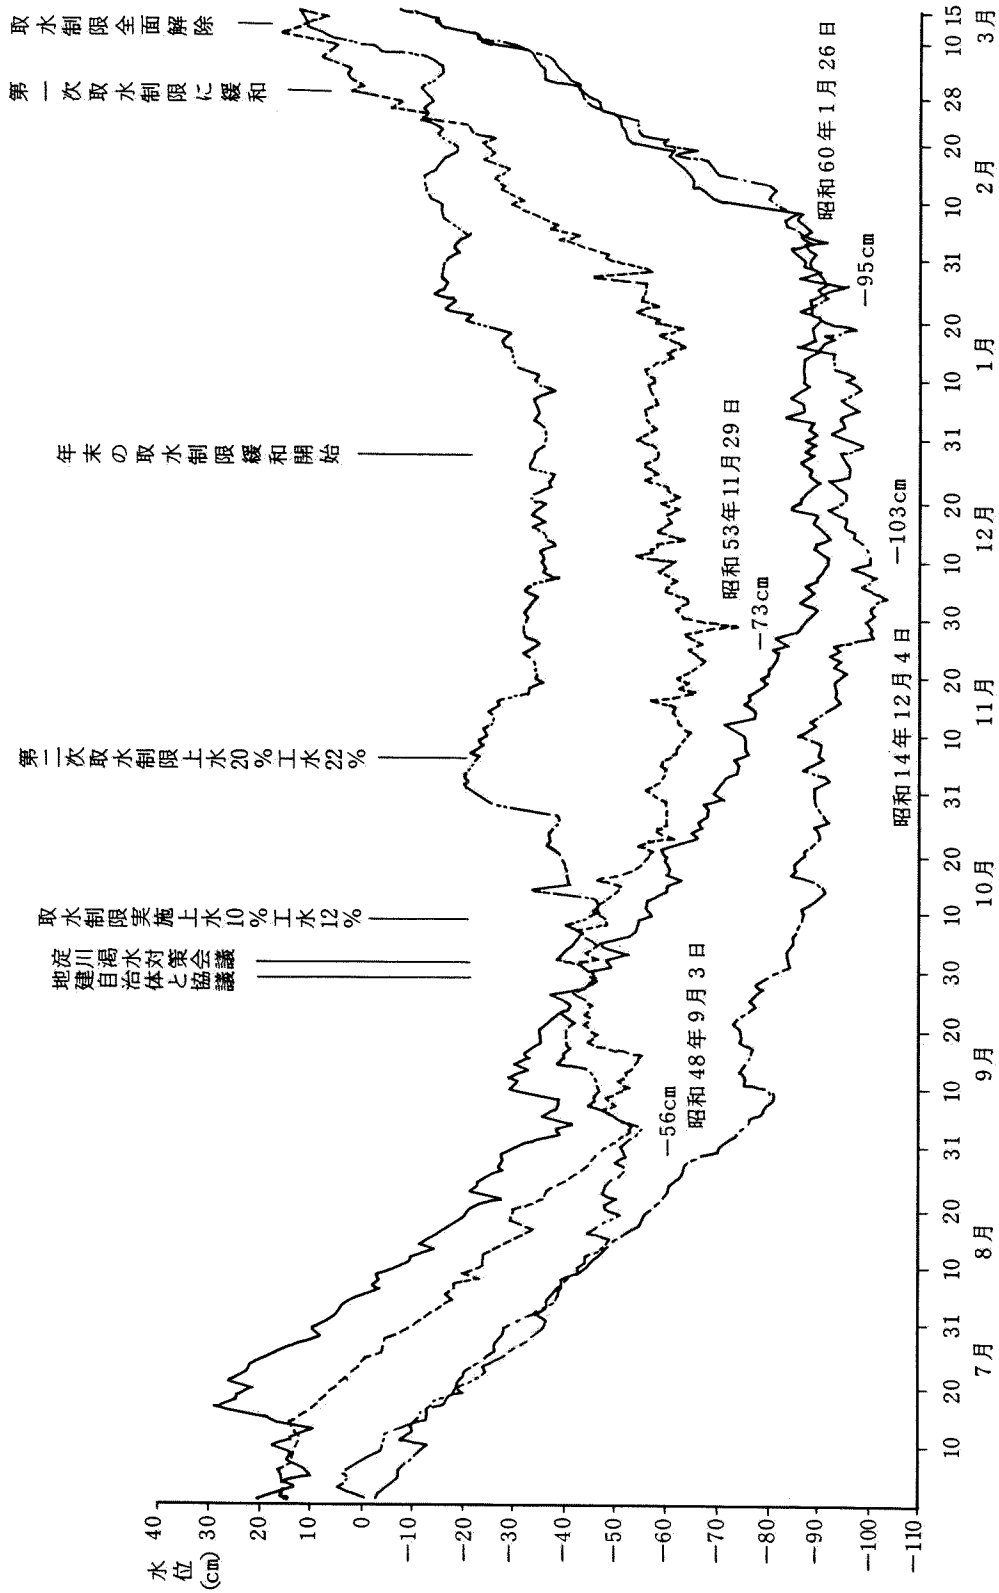 水位
(cm)
40
30
20
10
0
−10
−20
−30
−40
−50
−60
−70
−80
−90
−100
−110
10 20 31 10 20 31 10 20 30 10 20 31 10 20 30 10 20 31 10 20 31 10 20 28 10 15
7月 8月 9月 10月 11月 12月 1月 2月 3月
地建自治体と協議
淀川渇水対策会議
取水制限実施上水10%工水12%
第二次取水制限上水20%工水22%
年末の取水制限緩和開始
第一次取水制限に緩和
取水制限全面解除
−56cm
昭和48年9月3日
−73cm
昭和53年11月29日
昭和14年12月4日
−103cm
−95cm
昭和60年1月26日